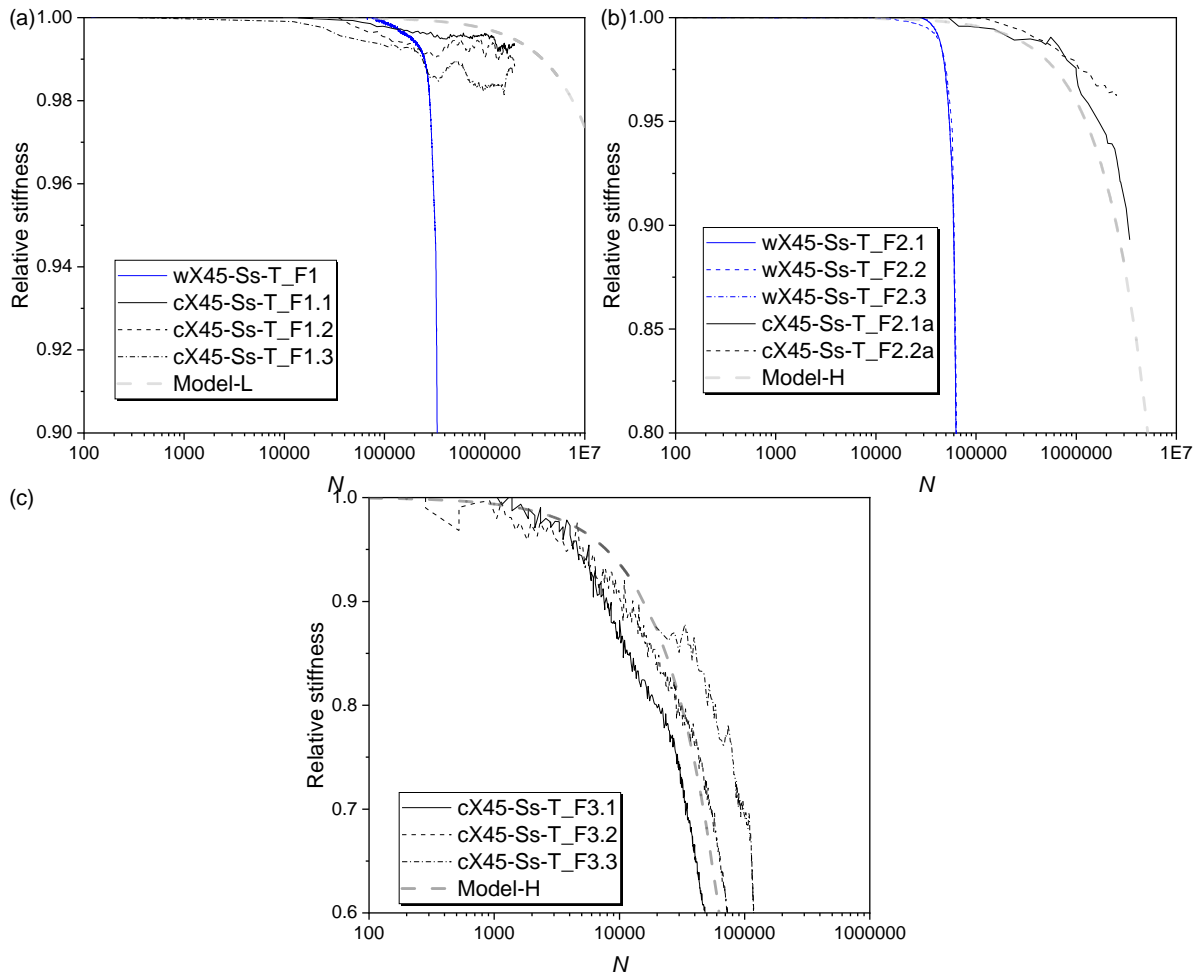 (a)
1.00
0.98
0.96
0.94
0.92
0.90
Relative stiffness
wX45-Ss-T_F1
cX45-Ss-T_F1.1
cX45-Ss-T_F1.2
cX45-Ss-T_F1.3
Model-L
100 1000 10000 100000 1000000 1E7
N
(b)
1.00
0.95
0.90
0.85
0.80
Relative stiffness
wX45-Ss-T_F2.1
wX45-Ss-T_F2.2
wX45-Ss-T_F2.3
cX45-Ss-T_F2.1a
cX45-Ss-T_F2.2a
Model-H
100 1000 10000 100000 1000000 1E7
N
(c)
1.0
0.9
0.8
0.7
0.6
Relative stiffness
cX45-Ss-T_F3.1
cX45-Ss-T_F3.2
cX45-Ss-T_F3.3
Model-H
100 1000 10000 100000 1000000
N